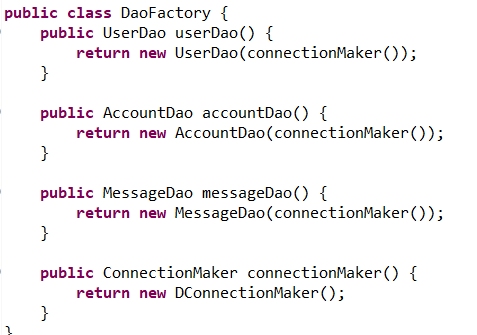 public class DaoFactory {
    public UserDao userDao() {
        return new UserDao(connectionMaker());
    }
    public AccountDao accountDao() {
        return new AccountDao(connectionMaker());
    }
    public MessageDao messageDao() {
        return new MessageDao(connectionMaker());
    }
    public ConnectionMaker connectionMaker() {
        return new DConnectionMaker();
    }
}